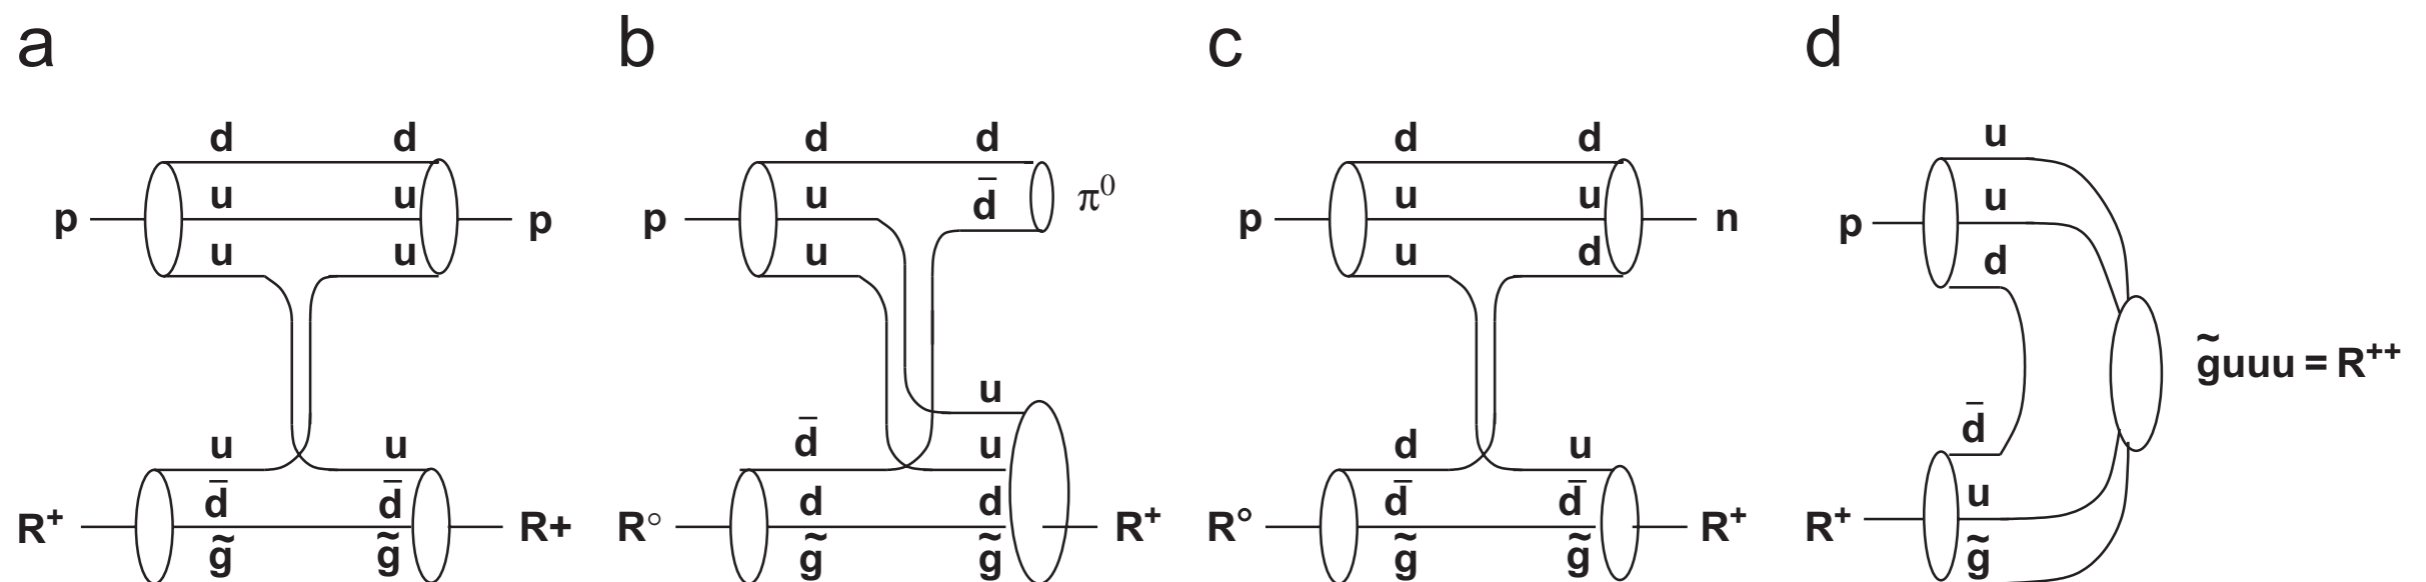 a b c d
d d
u u
p p
u u
u u
d̄ d̄
R⁺ R+
g̃ g̃
d d
u d̄ π⁰
p
u
u
d̄ u
d d
R° R⁺
g̃ g̃
d d
u u
p n
u d
d u
d̄ d̄
R° R⁺
g̃ g̃
u
u
p
d
g̃uuu = R⁺⁺
d̄
u
R⁺
g̃